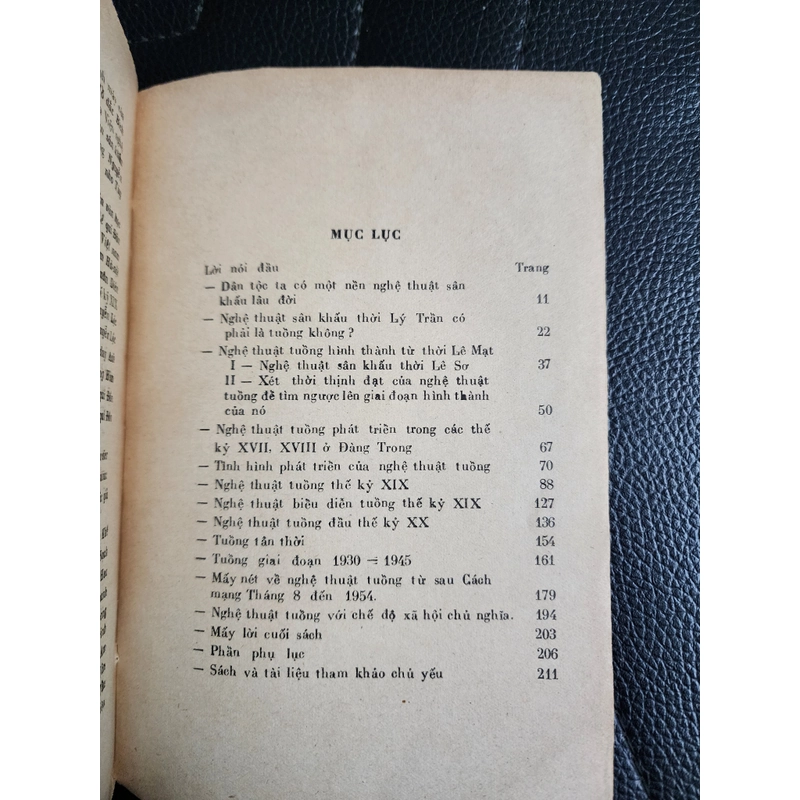 MỤC LỤC
Lời nói đầu Trang
— Dân tộc ta có một nền nghệ thuật sân
khấu lâu đời 11
— Nghệ thuật sân khấu thời Lý Trần có
phải là tuồng không ? 22
— Nghệ thuật tuồng hình thành từ thời Lê Mạt
I — Nghệ thuật sân khấu thời Lê Sơ 37
II — Xét thời thịnh đạt của nghệ thuật
tuồng để tìm ngược lên giai đoạn hình thành
của nó 50
— Nghệ thuật tuồng phát triển trong các thế
kỷ XVII, XVIII ở Đàng Trong 67
— Tình hình phát triển của nghệ thuật tuồng 70
— Nghệ thuật tuồng thế kỷ XIX 88
— Nghệ thuật biểu diễn tuồng thế kỷ XIX 127
— Nghệ thuật tuồng đầu thế kỷ XX 136
— Tuồng tân thời 154
— Tuồng giai đoạn 1930 — 1945 161
— Mấy nét về nghệ thuật tuồng từ sau Cách
mạng Tháng 8 đến 1954. 179
— Nghệ thuật tuồng với chế độ xã hội chủ nghĩa. 194
— Mấy lời cuối sách 203
— Phần phụ lục 206
— Sách và tài liệu tham khảo chủ yếu 211